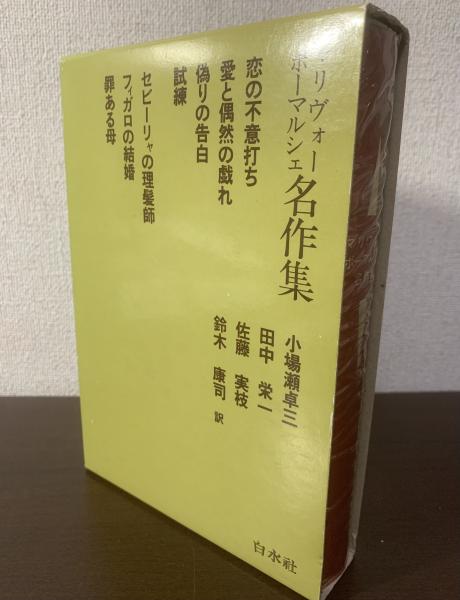 マリヴォー
ボーマルシェ
名作集
恋の不意打ち
愛と偶然の戯れ
偽りの告白
試練
セビーリャの理髪師
フィガロの結婚
罪ある母
小場瀬卓三
田中 栄一
佐藤 実枝
鈴木 康司 訳
白水社